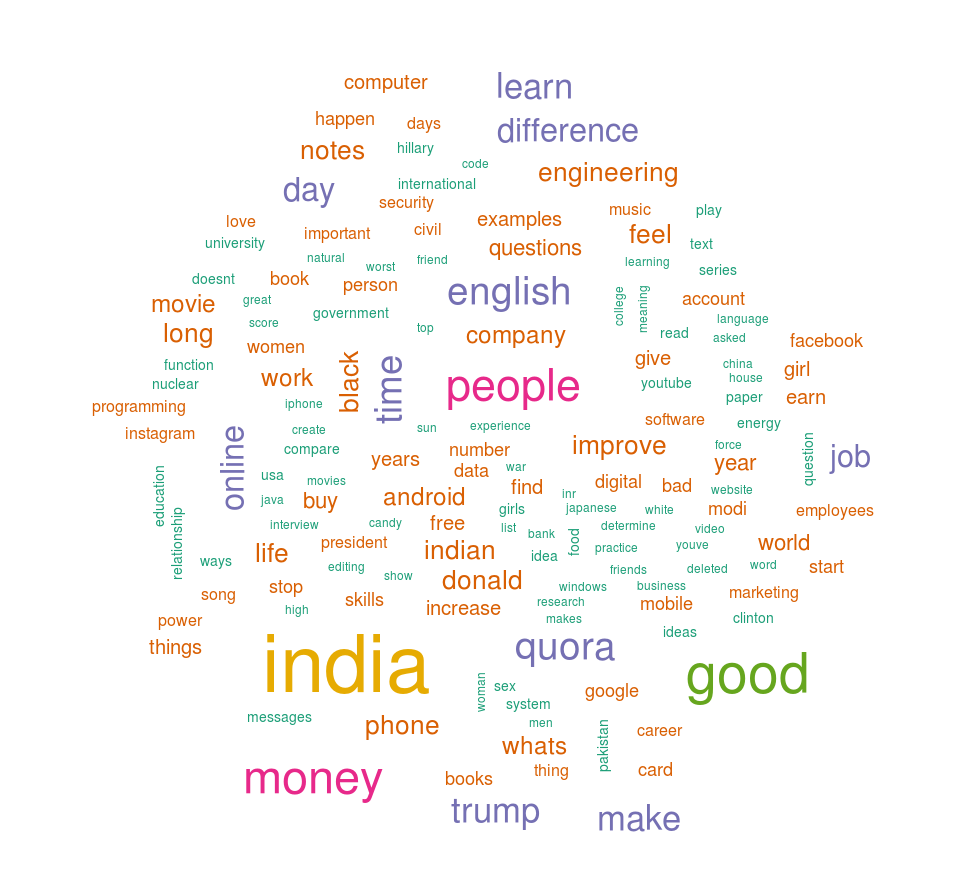 computer
learn
happen
days
difference
notes
hillary
code
engineering
day
international
security
love
important
civil
examples
music
play
university
questions
feel
text
natural
worst
friend
learning
series
doesnt
book
person
english
college
meaning
account
movie
great
government
score
top
company
read
language
asked
long
women
facebook
function
work
black
time
people
give
china
house
girl
nuclear
youtube
paper
earn
programming
iphone
instagram
create
sun
experience
software
energy
compare
online
years
number
improve
force
year
question
job
education
usa
movies
data
war
find
digital
bad
website
java
buy
android
girls
inr
japanese
white
modi
employees
relationship
interview
candy
free
list
bank
food
determine
video
life
president
indian
idea
practice
youve
world
ways
editing
show
donald
windows
friends
business
deleted
word
start
song
stop
high
skills
increase
research
makes
mobile
marketing
power
things
india
quora
ideas
clinton
good
woman
sex
system
google
messages
phone
men
whats
pakistan
career
money
books
thing
card
trump
make